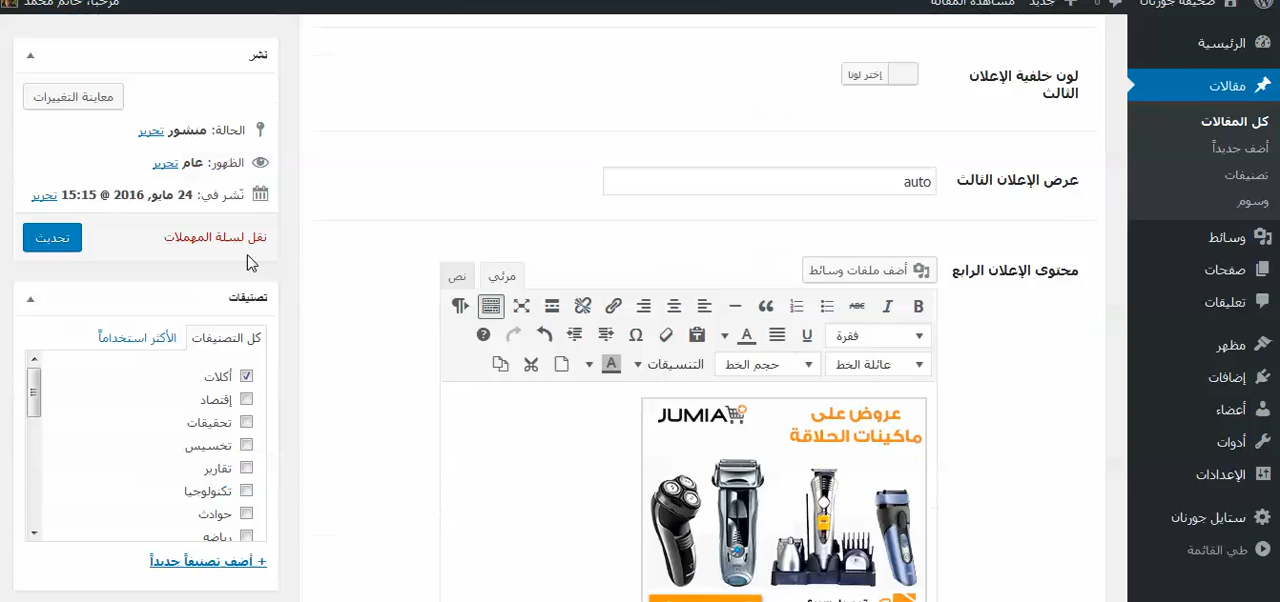 صحيفة جورنان
0
جديد
مشاهدة المقالة
مرحبا، حاتم محمد
الرئيسية
مقالات
كل المقالات
أضف جديداً
تصنيفات
وسوم
وسائط
صفحات
تعليقات
مظهر
إضافات
أعضاء
أدوات
الإعدادات
ستايل جورنان
طي القائمة
لون خلفية الإعلان الثالث
إختر لونا
عرض الإعلان الثالث
auto
محتوى الإعلان الرابع
أضف ملفات وسائط
مرئي
نص
B I ABC
فقرة
U A Ω
عائلة الخط
حجم الخط
التنسيقات
A
JUMIA
عروض على
ماكينات الحلاقة
نشر
معاينة التغييرات
الحالة: منشور تحرير
الظهور: عام تحرير
نُشر في: 24 مايو, 2016 @ 15:15 تحرير
نقل لسلة المهملات
تحديث
تصنيفات
كل التصنيفات
الأكثر استخداماً
أكلات
إقتصاد
تحقيقات
تخسيس
تقارير
تكنولوجيا
حوادث
رياضه
+ أضف تصنيفاً جديداً